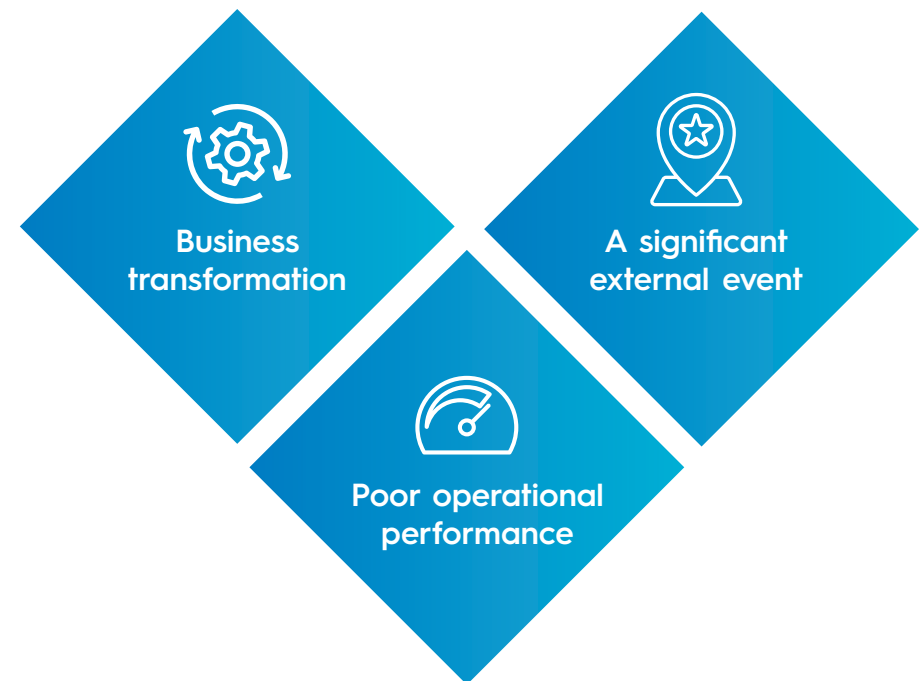 Business
transformation
A significant
external event
Poor operational
performance